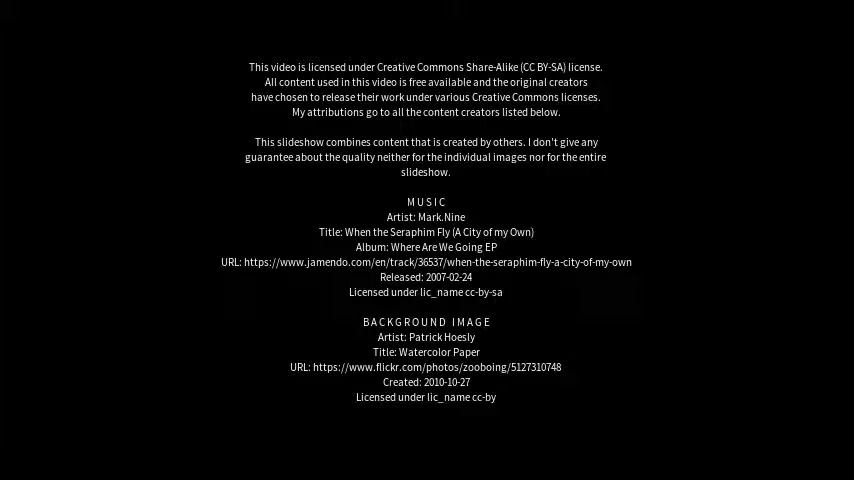 This video is licensed under Creative Commons Share-Alike (CC BY-SA) license.
All content used in this video is free available and the original creators
have chosen to release their work under various Creative Commons licenses.
My attributions go to all the content creators listed below.
This slideshow combines content that is created by others. I don't give any
guarantee about the quality neither for the individual images nor for the entire
slideshow.
MUSIC
Artist: Mark.Nine
Title: When the Seraphim Fly (A City of my Own)
Album: Where Are We Going EP
URL: https://www.jamendo.com/en/track/36537/when-the-seraphim-fly-a-city-of-my-own
Released: 2007-02-24
Licensed under lic_name cc-by-sa
BACKGROUND IMAGE
Artist: Patrick Hoesly
Title: Watercolor Paper
URL: https://www.flickr.com/photos/zooboing/5127310748
Created: 2010-10-27
Licensed under lic_name cc-by